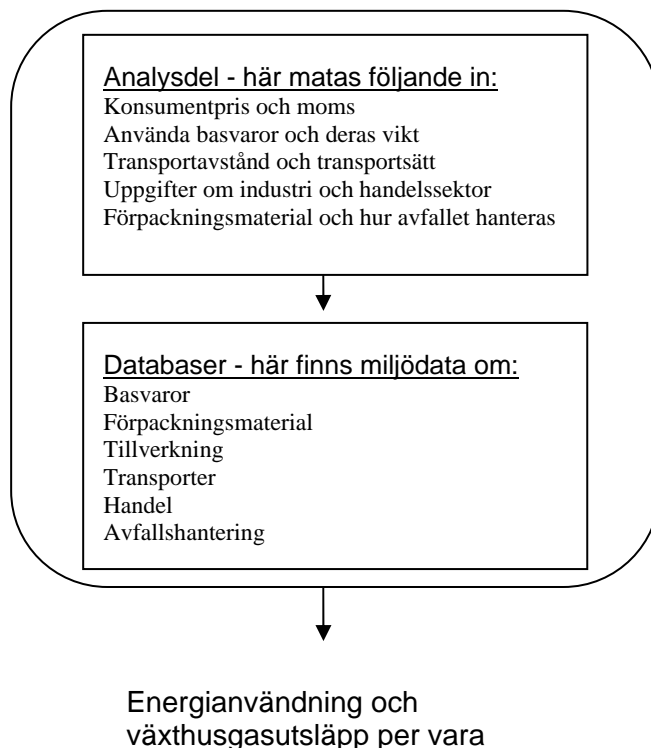 Analysdel - här matas följande in:
Konsumentpris och moms
Använda basvaror och deras vikt
Transportavstånd och transportsätt
Uppgifter om industri och handelssektor
Förpackningsmaterial och hur avfallet hanteras
Databaser - här finns miljödata om:
Basvaror
Förpackningsmaterial
Tillverkning
Transporter
Handel
Avfallshantering
Energianvändning och
växthusgasutsläpp per vara